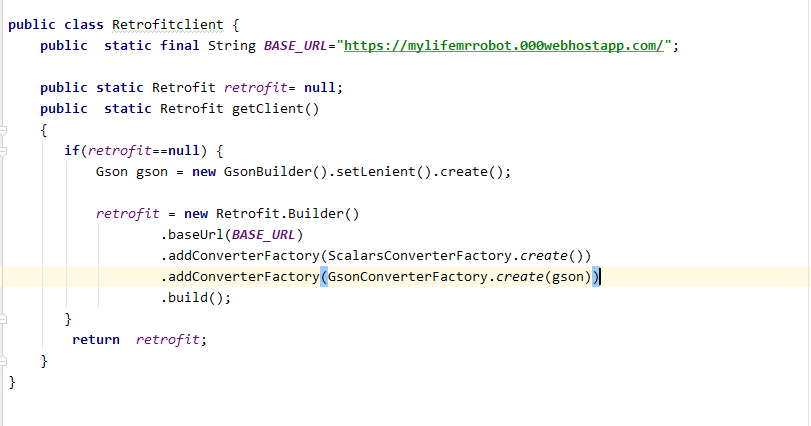 public class Retrofitclient {
    public  static final String BASE_URL="https://mylifemrrobot.000webhostapp.com/";
    public static Retrofit retrofit= null;
    public  static Retrofit getClient()
    {
       if(retrofit==null) {
           Gson gson = new GsonBuilder().setLenient().create();
           retrofit = new Retrofit.Builder()
                   .baseUrl(BASE_URL)
                   .addConverterFactory(ScalarsConverterFactory.create())
                   .addConverterFactory(GsonConverterFactory.create(gson))
                   .build();
       }
        return  retrofit;
    }
}